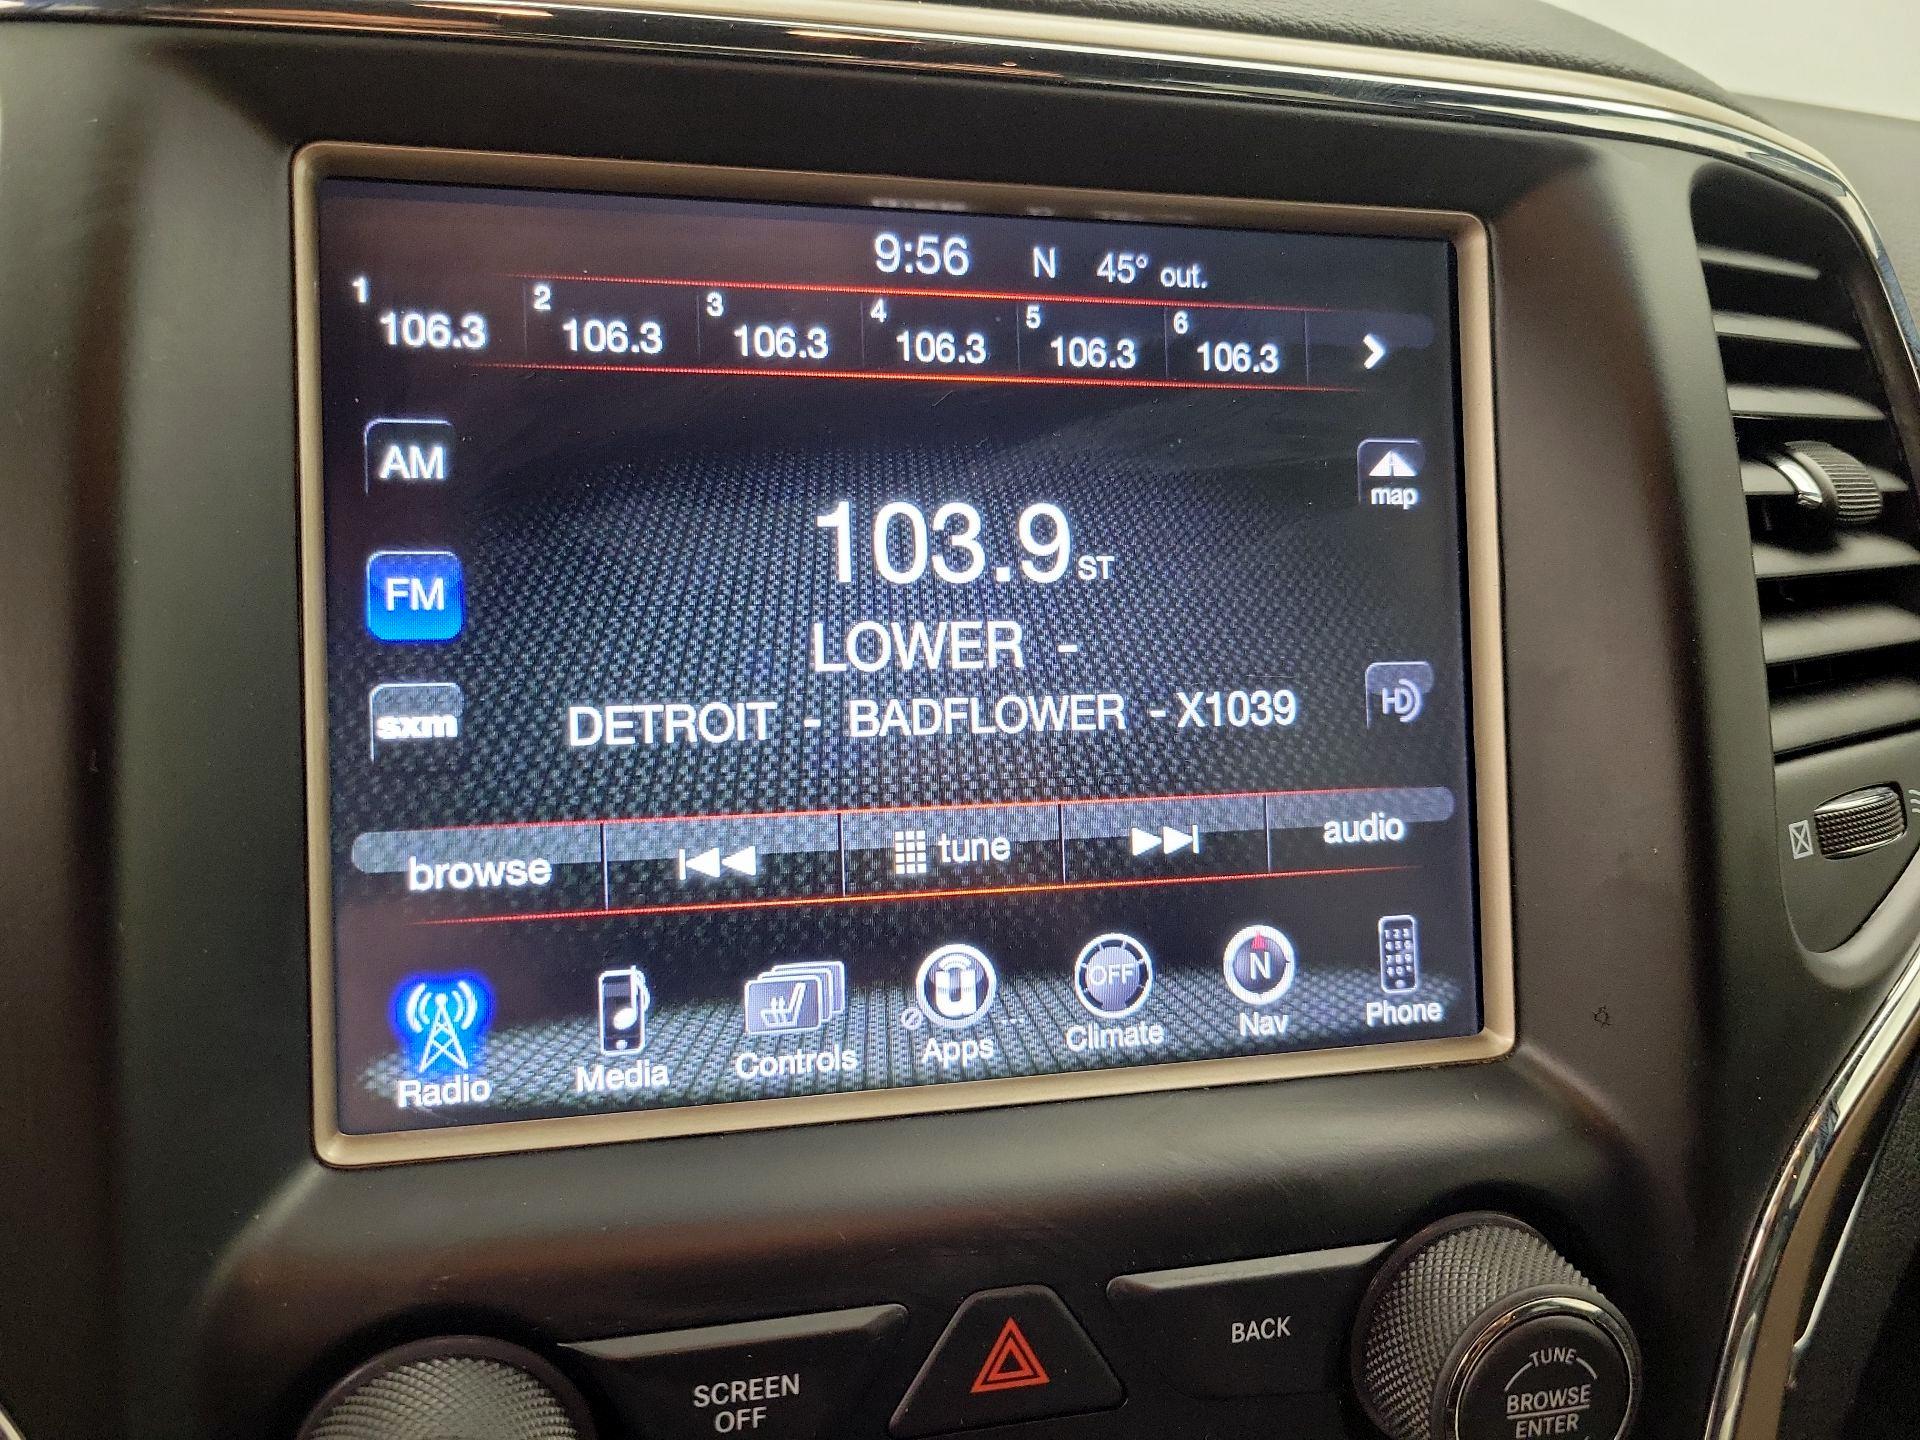 9:56 N 45° out.
1 106.3 2 106.3 3 106.3 4 106.3 5 106.3 6 106.3
AM
map
103.9 ST
FM
LOWER -
HD
sxm
DETROIT - BADFLOWER - X1039
browse tune audio
OFF
N
Radio Media Controls Apps ... Climate Nav Phone
SCREEN
OFF
BACK
TUNE
BROWSE
ENTER